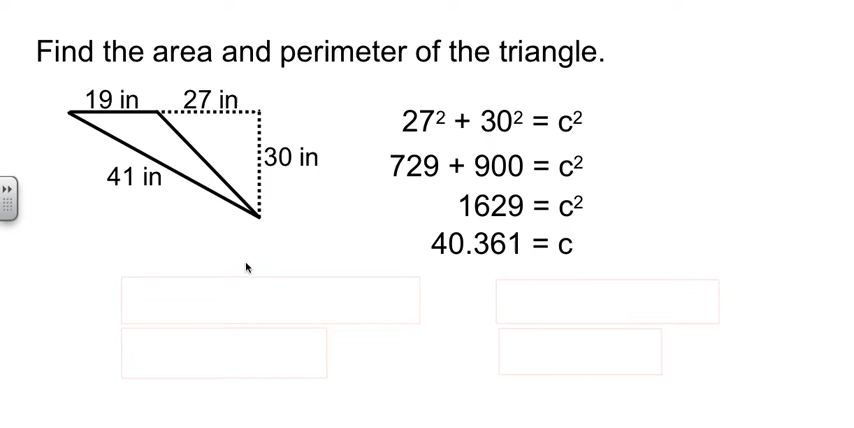 Find the area and perimeter of the triangle.
19 in 27 in
30 in
41 in
27² + 30² = c²
729 + 900 = c²
1629 = c²
40.361 = c